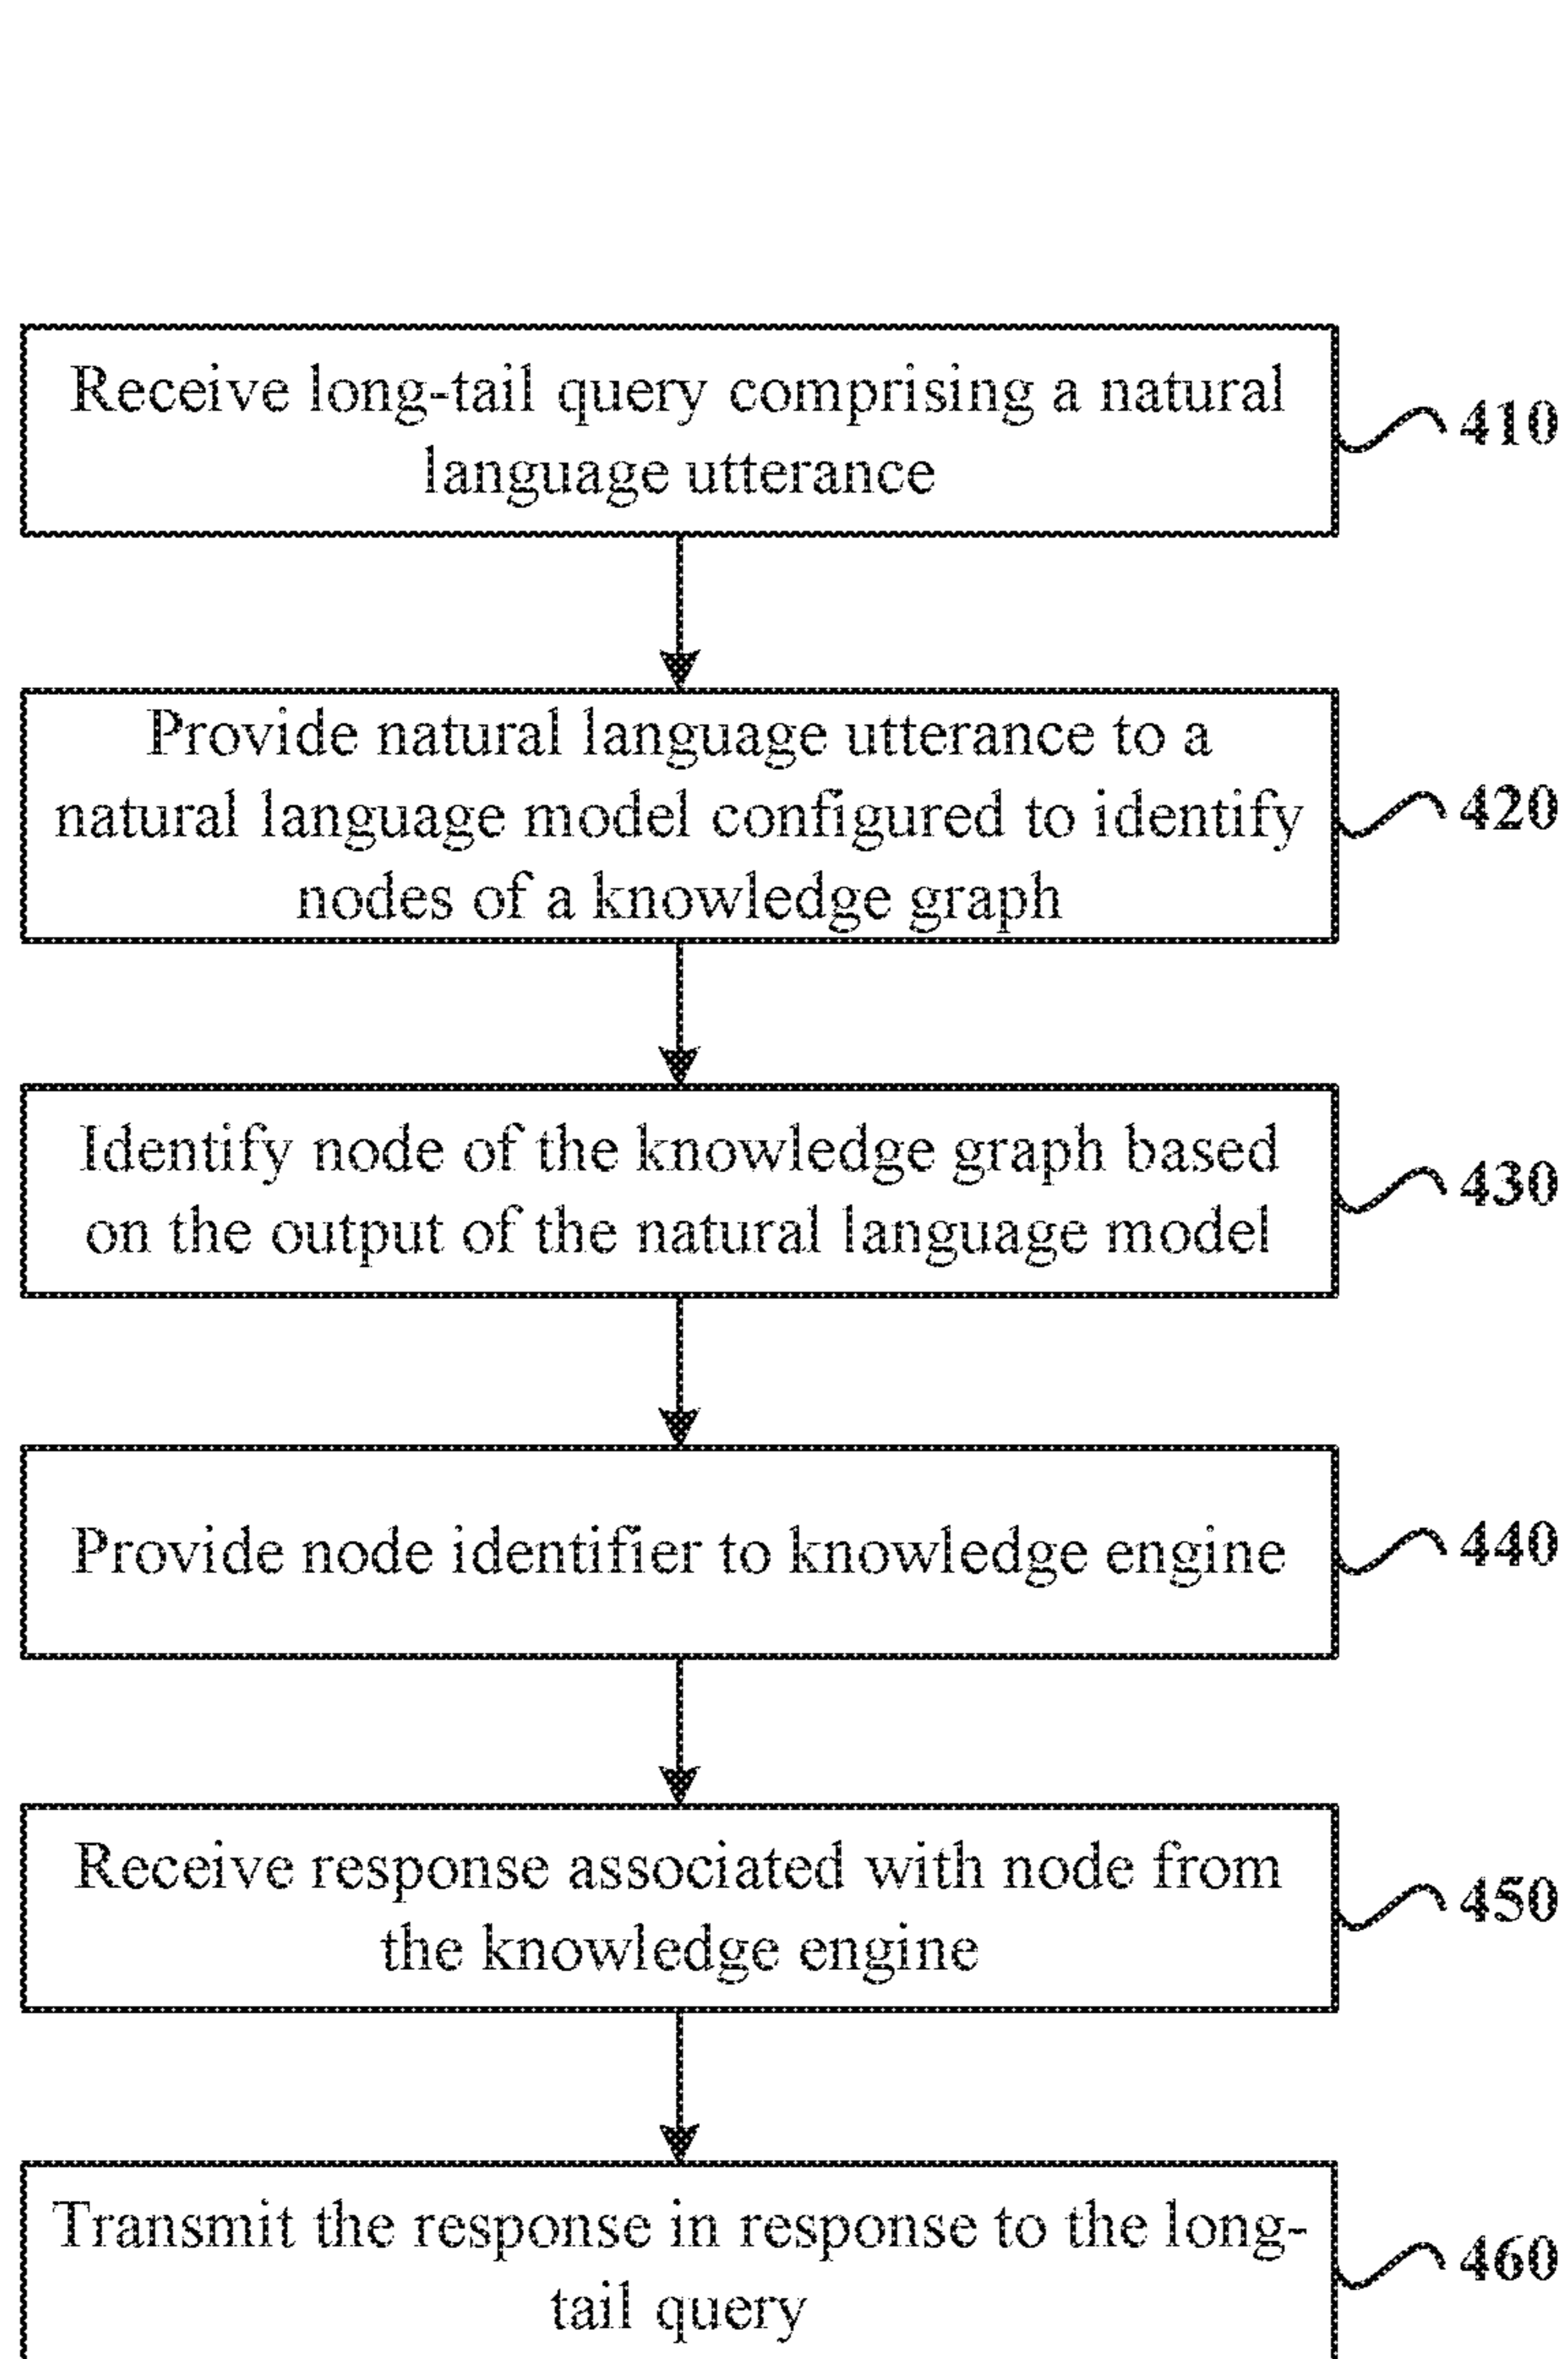 Receive long-tail query comprising a natural
language utterance
410
Provide natural language utterance to a
natural language model configured to identify
nodes of a knowledge graph
420
Identify node of the knowledge graph based
on the output of the natural language model
430
Provide node identifier to knowledge engine
440
Receive response associated with node from
the knowledge engine
450
Transmit the response in response to the long-
tail query
460